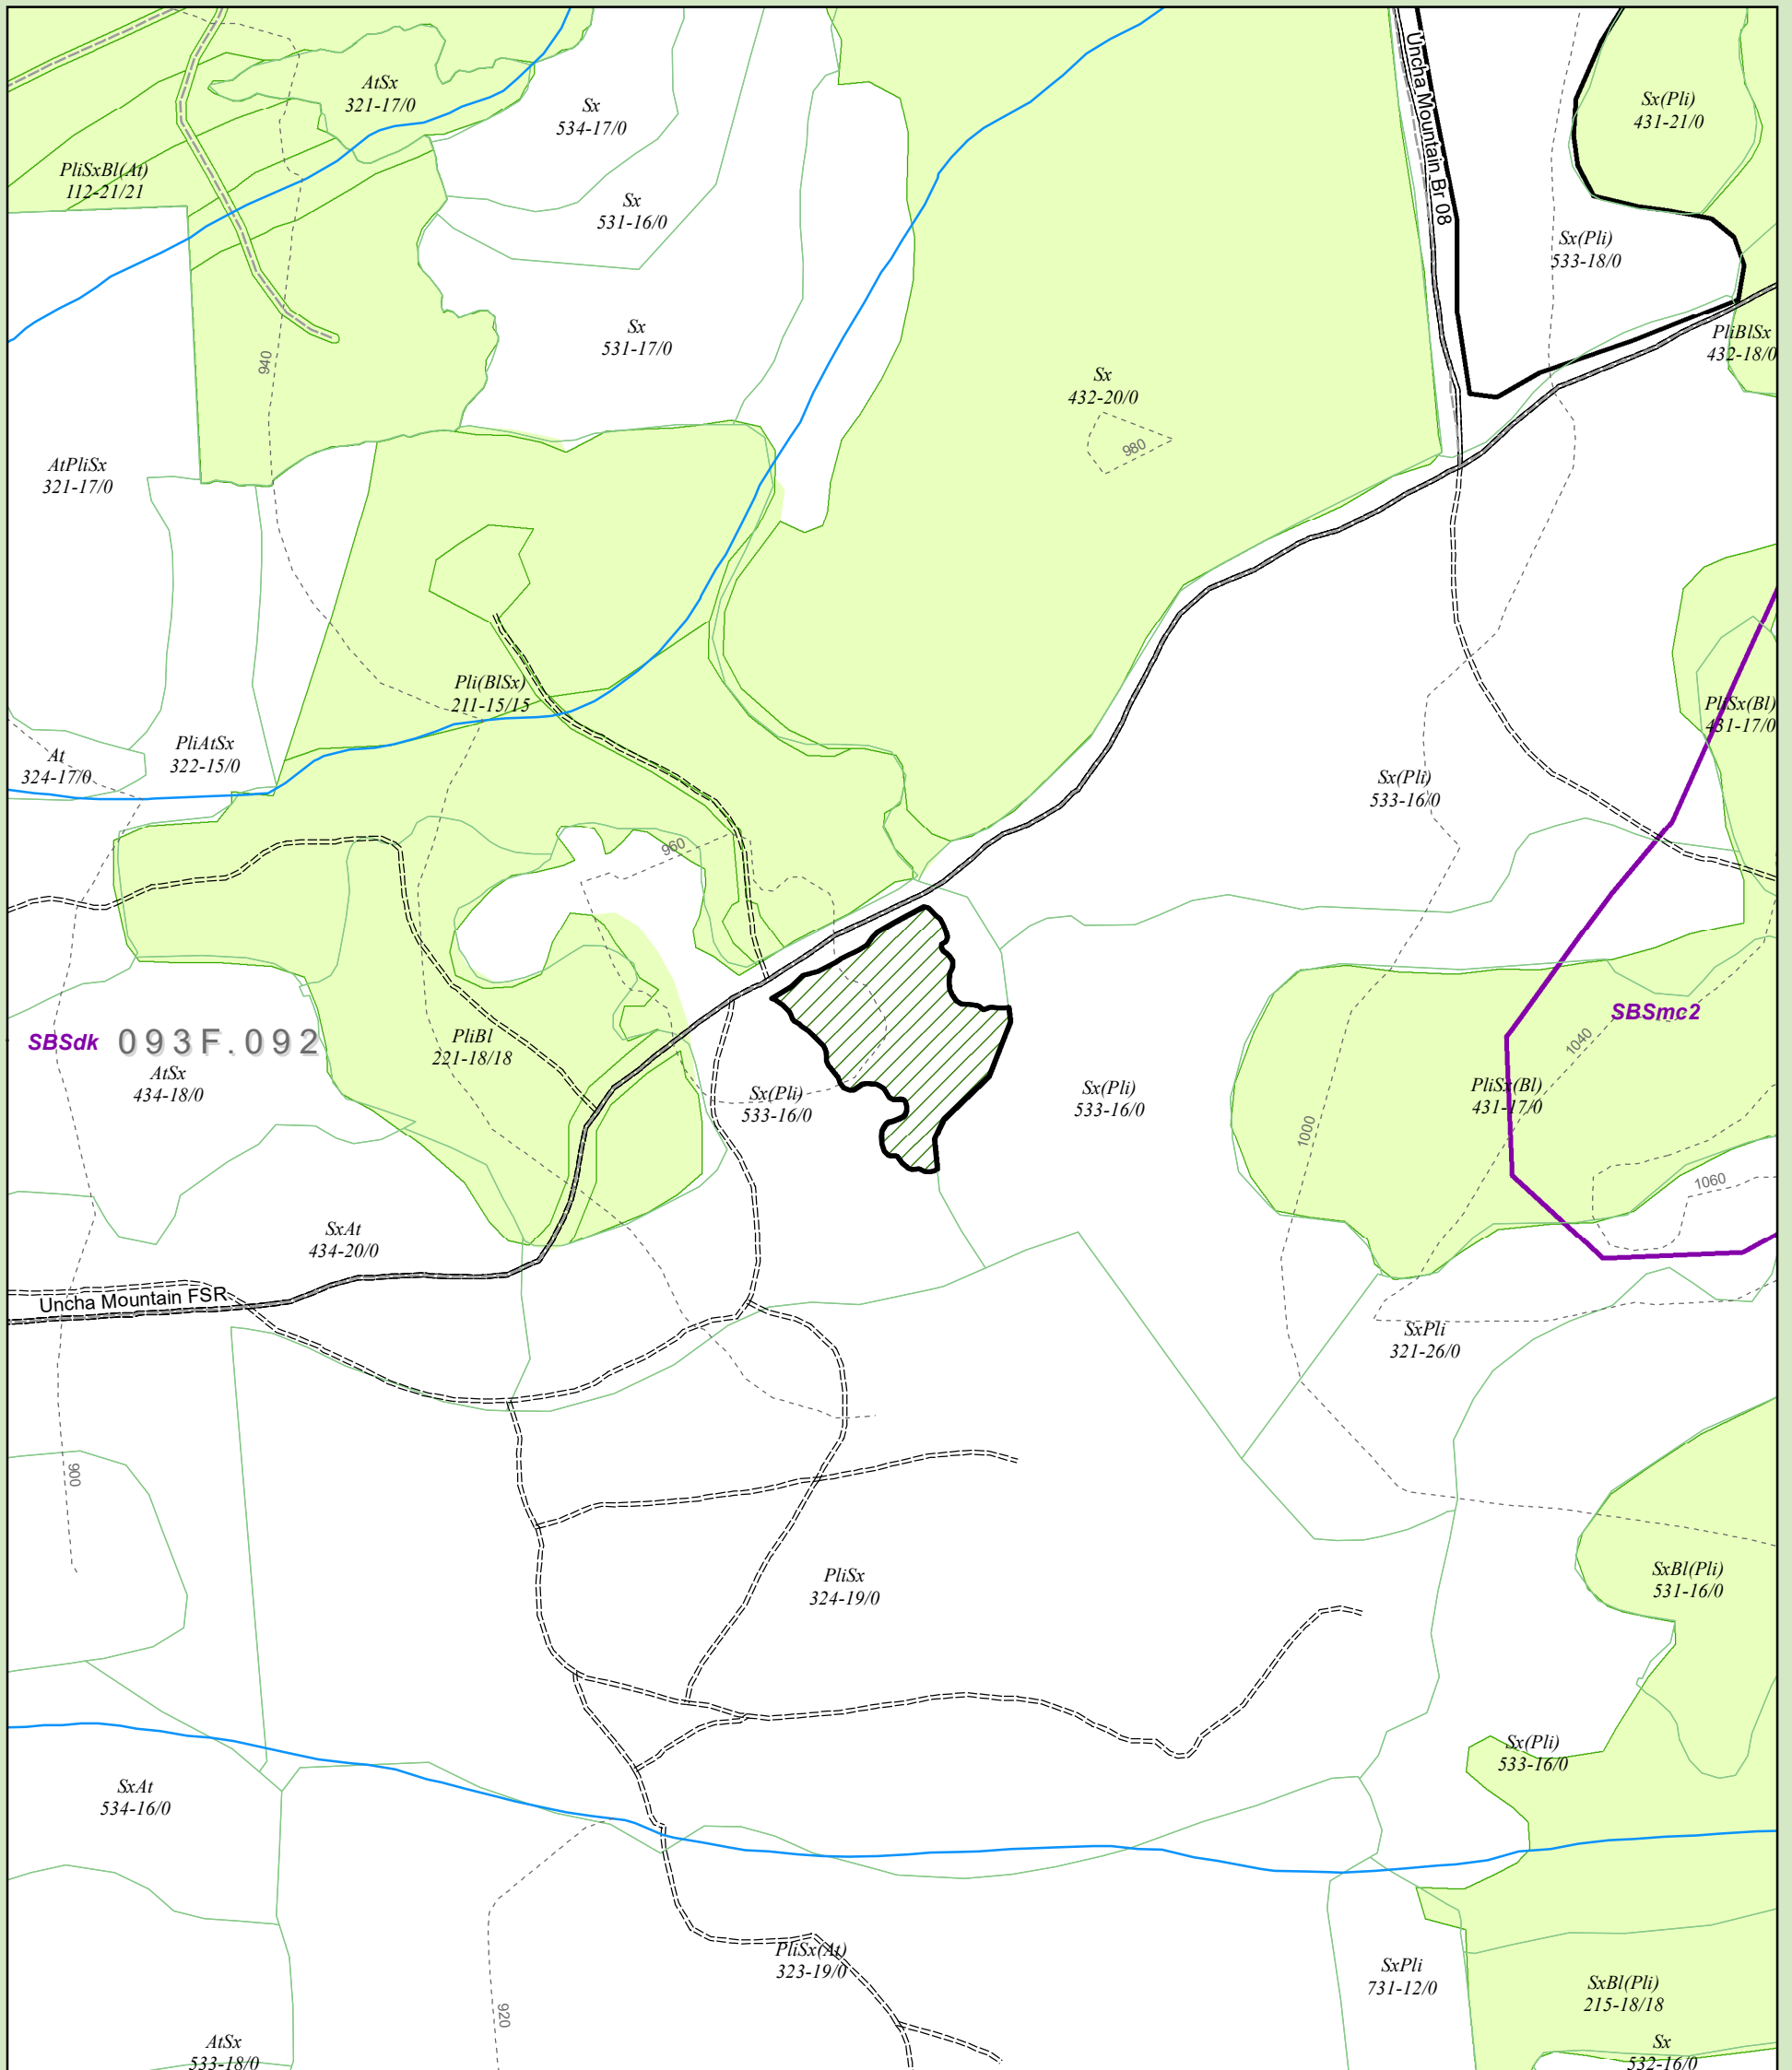 AtSx
321-17/0
Sx
534-17/0
Uncha Mountain Br 08
Sx(Pli)
431-21/0
PliSxBl(At)
112-21/21
Sx
531-16/0
Sx(Pli)
533-18/0
Sx
531-17/0
PliBlSx
432-18/0
940
Sx
432-20/0
980
AtPliSx
321-17/0
Pli(BlSx)
211-15/15
PliSx(Bl)
431-17/0
At
324-17/0
PliAtSx
322-15/0
Sx(Pli)
533-16/0
960
SBSmc2
SBSdk
093F.092
PliBl
221-18/18
1040
AtSx
434-18/0
Sx(Pli)
533-16/0
Sx(Pli)
533-16/0
PliSx(Bl)
431-17/0
1000
1060
SxAt
434-20/0
Uncha Mountain FSR
SxPli
321-26/0
900
PliSx
324-19/0
SxBl(Pli)
531-16/0
Sx(Pli)
533-16/0
SxAt
534-16/0
PliSx(At)
323-19/0
SxPli
731-12/0
SxBl(Pli)
215-18/18
920
AtSx
533-18/0
Sx
532-16/0